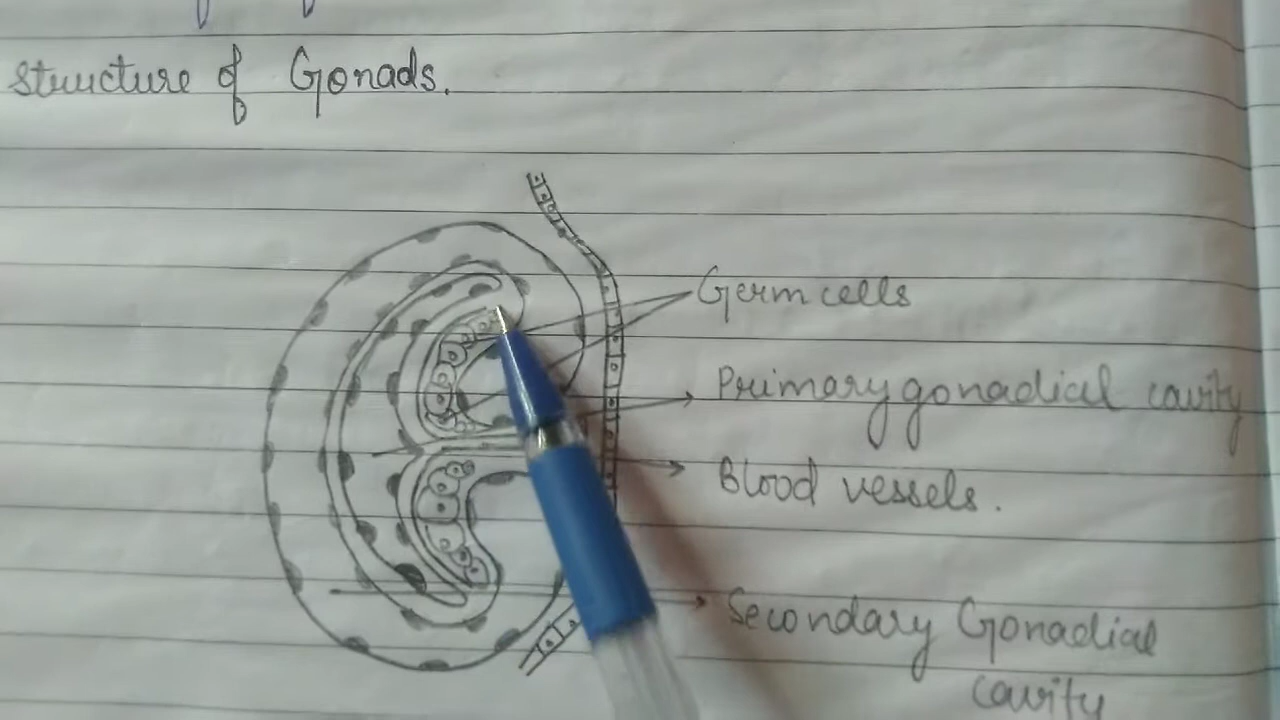 Structure of Gonads.
Germ cells
Primary gonadial cavity
Blood vessels.
Secondary Gonadial
cavity